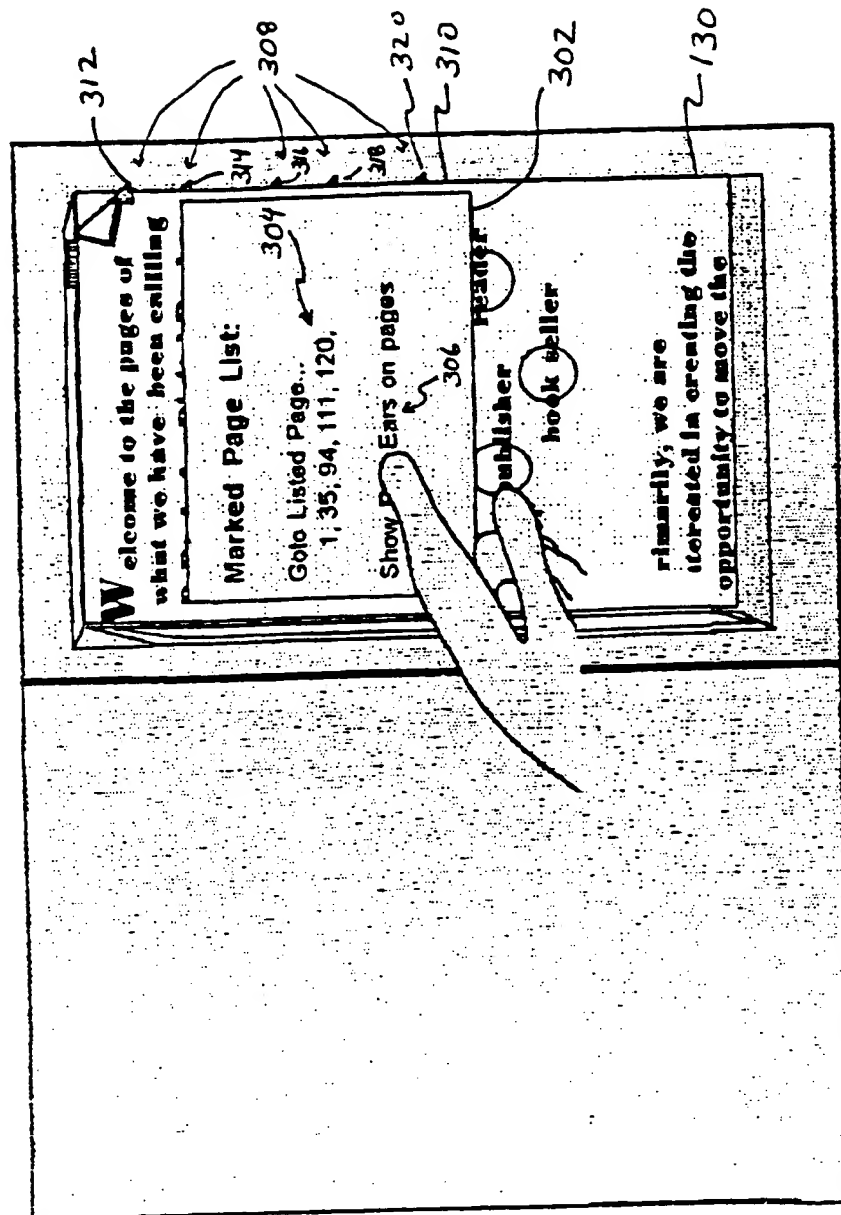 312
308
314
316
318
320
310
302
130
W elcome to the pages of
what we have been calling
Marked Page List:
304
Goto Listed Page...
1, 35, 94, 111, 120,
Show Ears on pages
306
reader
publisher
book seller
rimarily, we are
iterested in creating the
opportunity to move the